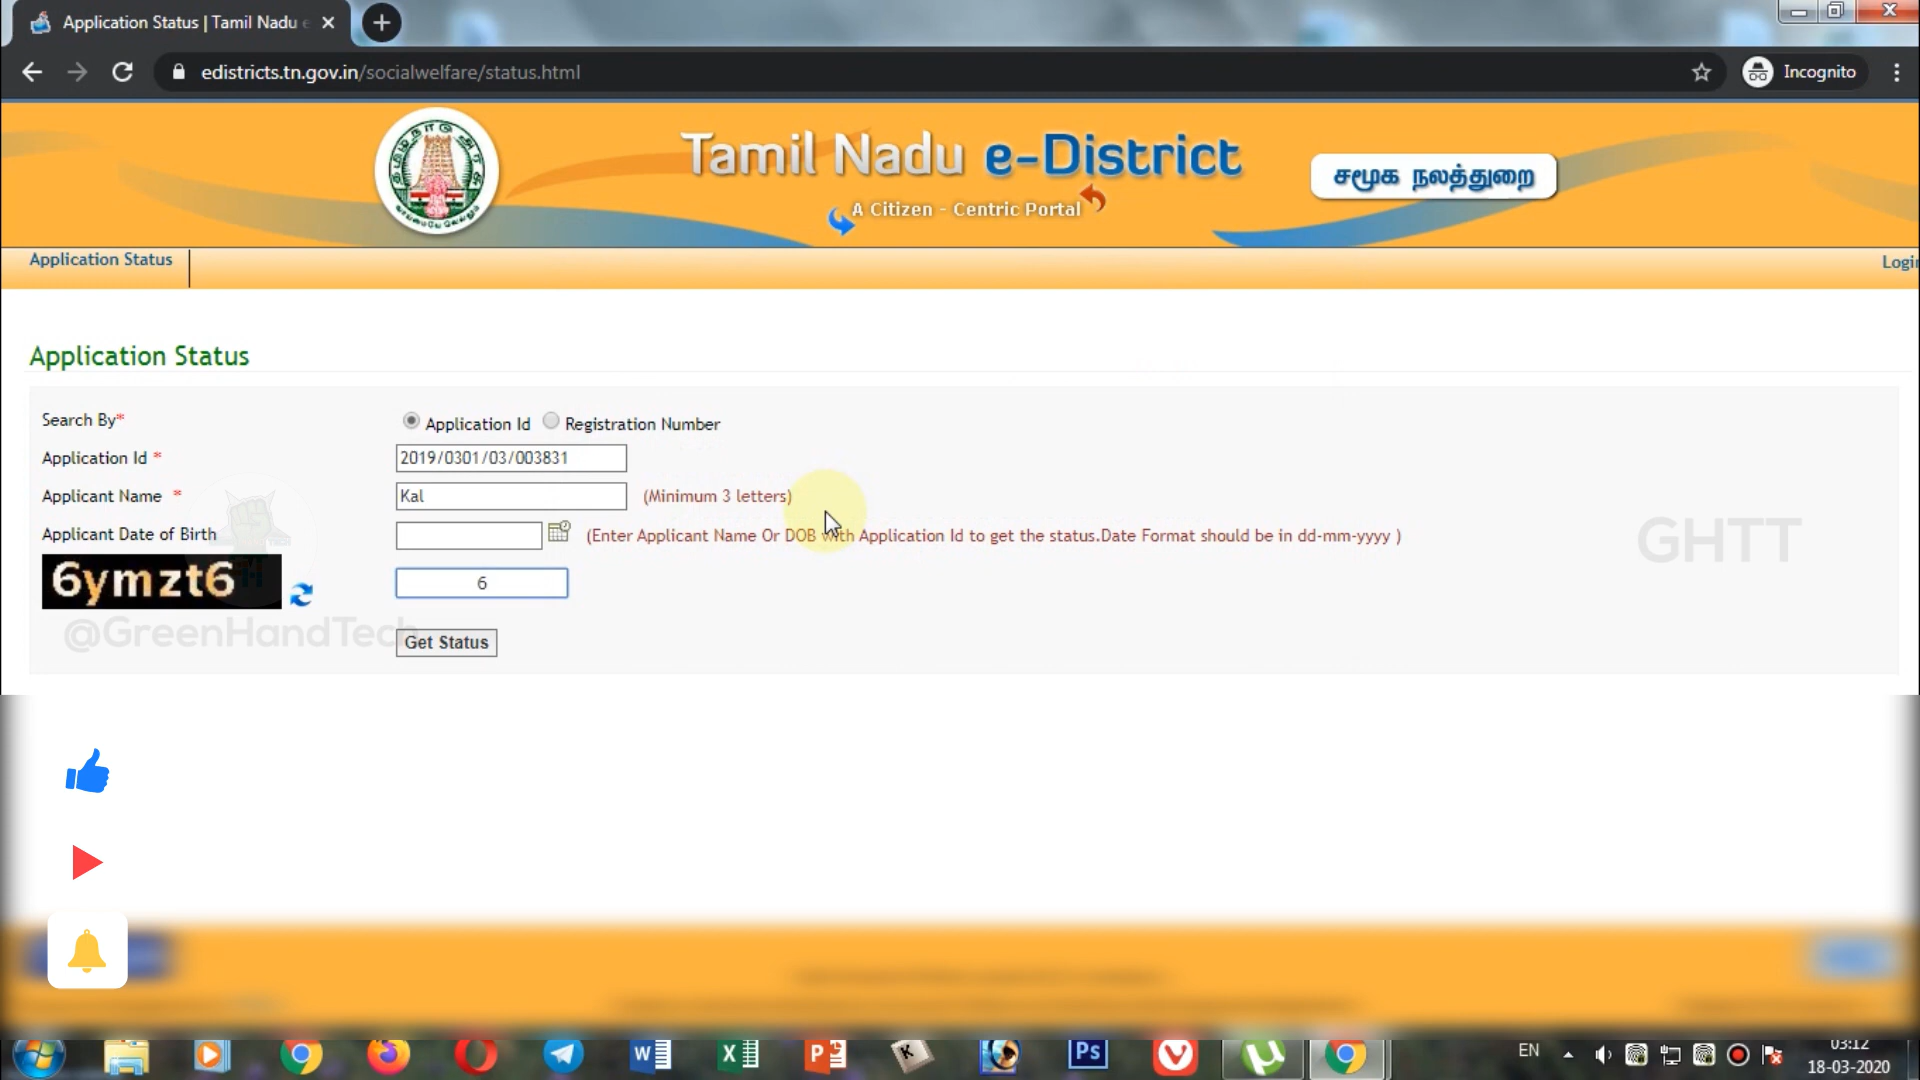 Application Status | Tamil Nadu e
edistricts.tn.gov.in/socialwelfare/status.html
Incognito
Tamil Nadu e-District
சமூக நலத்துறை
A Citizen - Centric Portal
Application Status
Login
Application Status
Search By*
Application Id
Registration Number
Application Id *
2019/0301/03/003831
Applicant Name *
Kal
(Minimum 3 letters)
Applicant Date of Birth
(Enter Applicant Name Or DOB with Application Id to get the status.Date Format should be in dd-mm-yyyy )
GHTT
6ymzt6
6
@GreenHandTech
Get Status
EN
03:12
18-03-2020